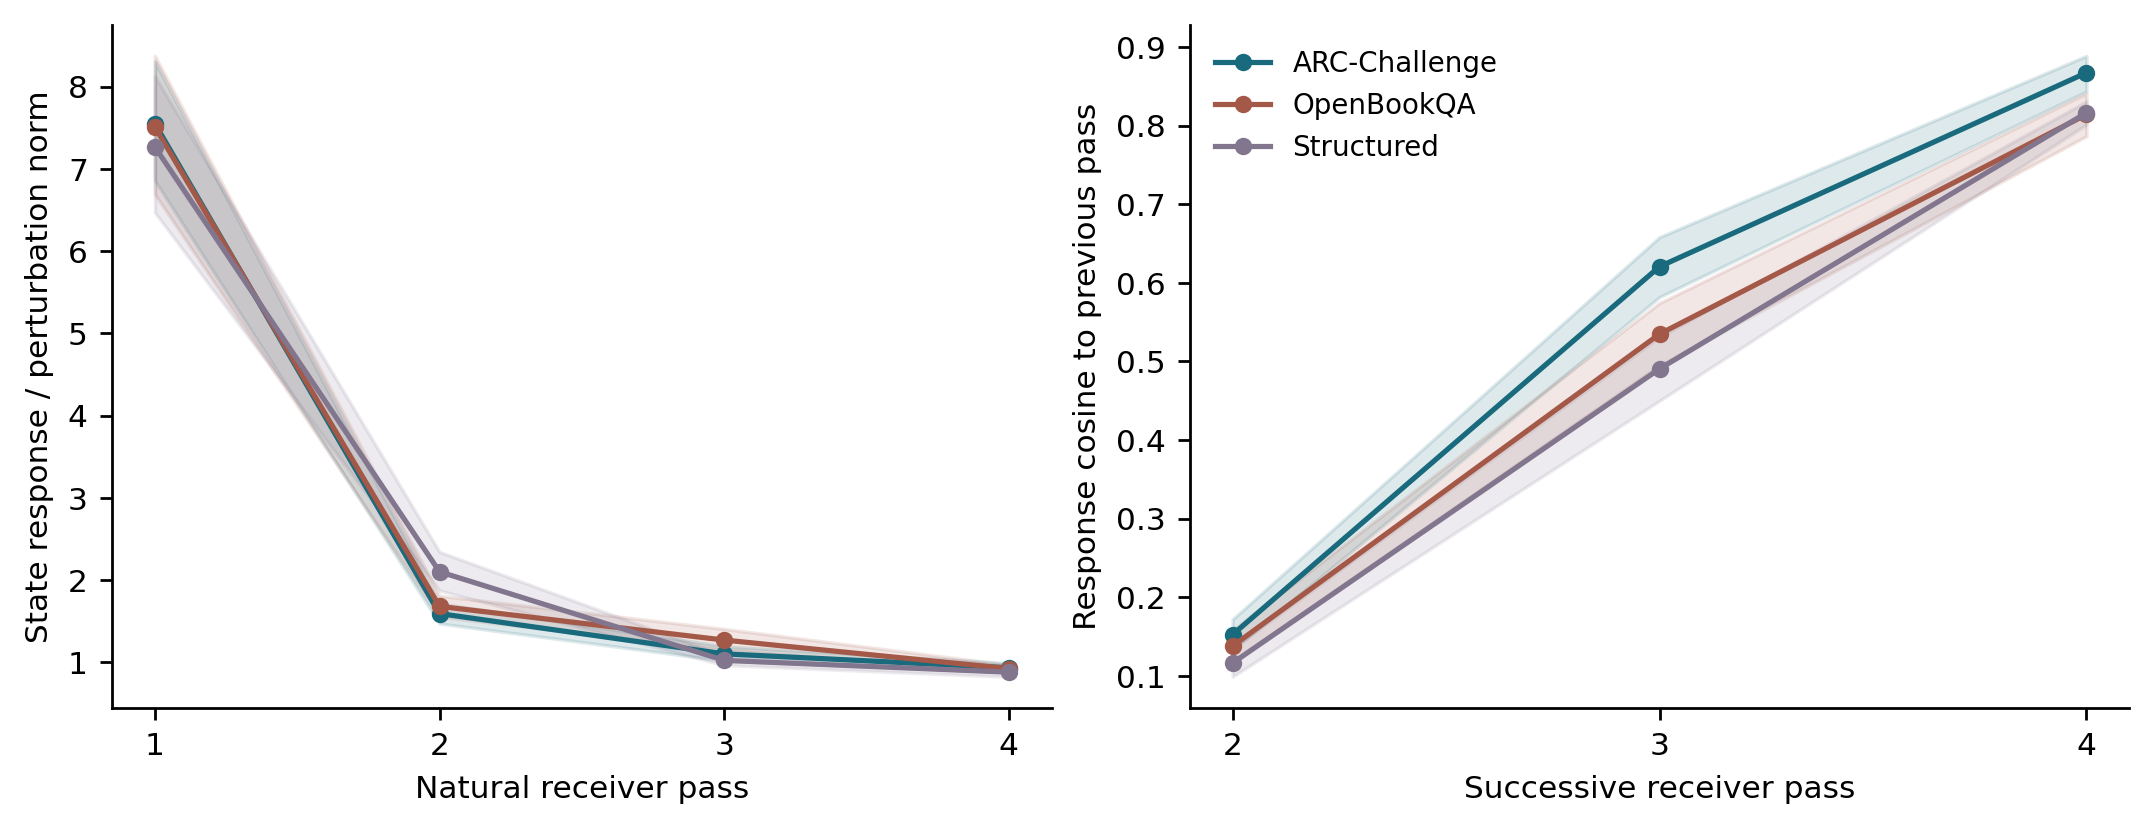 State response / perturbation norm
8
7
6
5
4
3
2
1
1 2 3 4
Natural receiver pass
Response cosine to previous pass
0.9
0.8
0.7
0.6
0.5
0.4
0.3
0.2
0.1
ARC-Challenge
OpenBookQA
Structured
2 3 4
Successive receiver pass